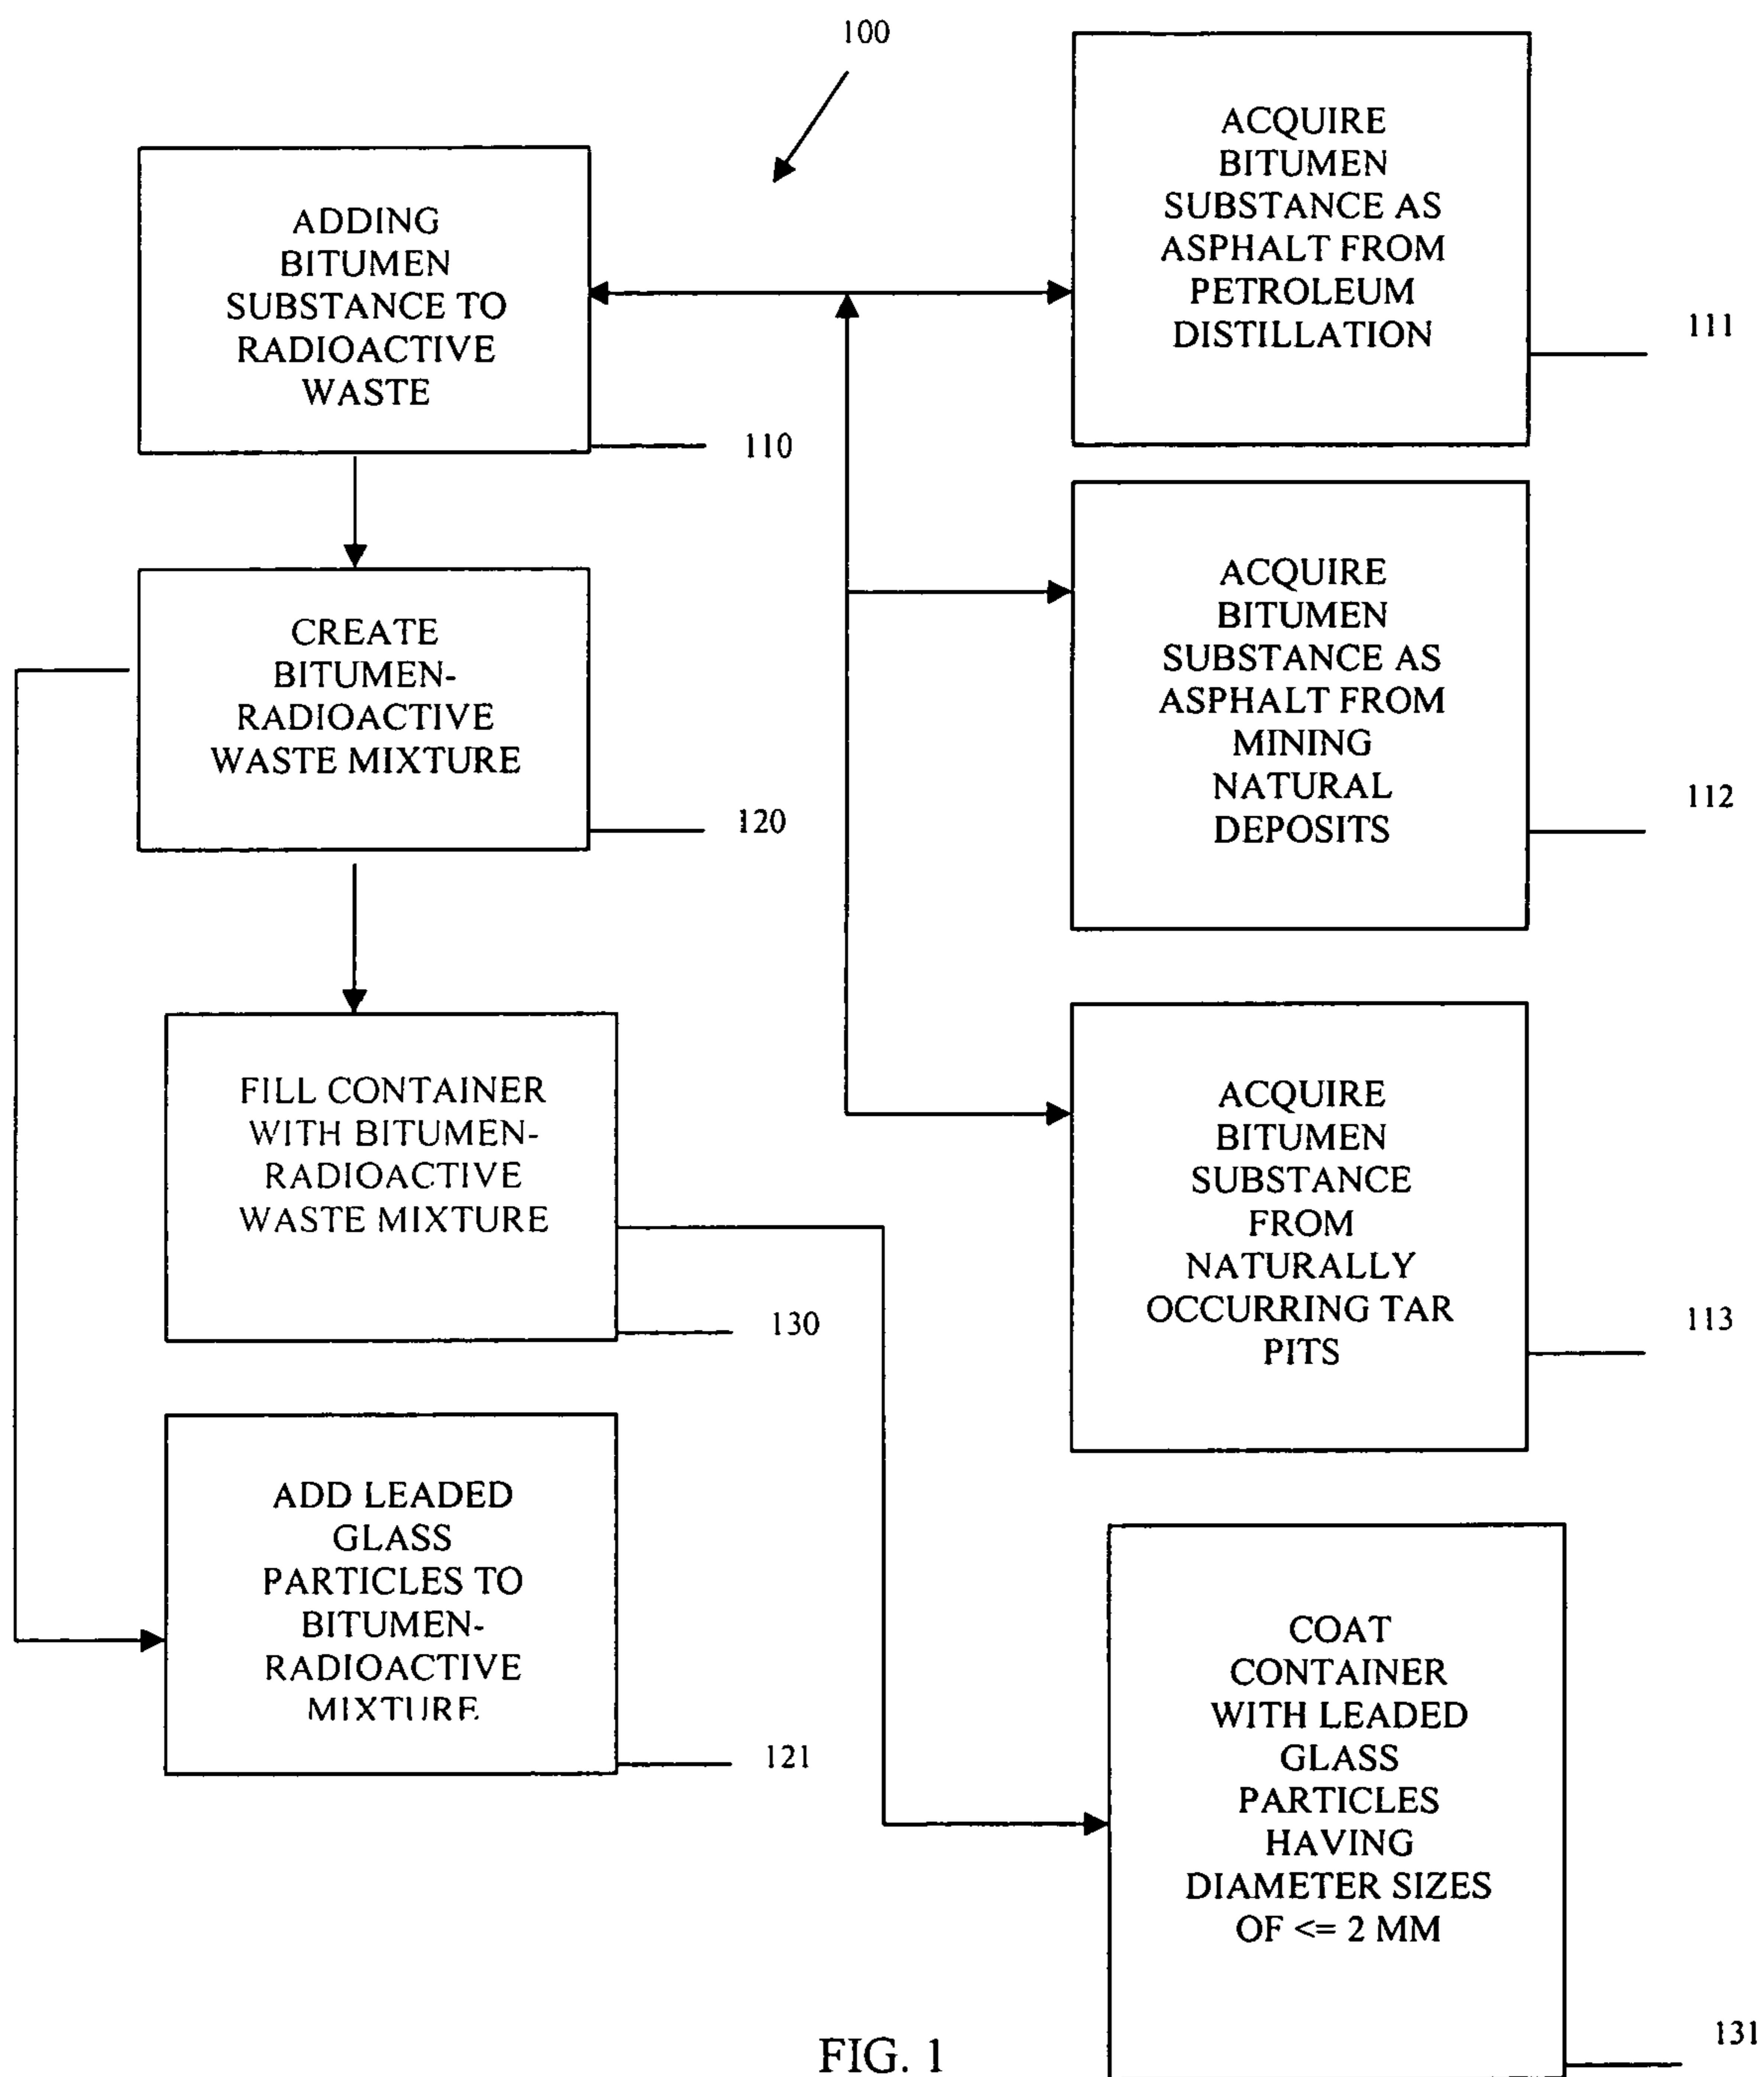 100
ADDING
BITUMEN
SUBSTANCE TO
RADIOACTIVE
WASTE
110
ACQUIRE
BITUMEN
SUBSTANCE AS
ASPHALT FROM
PETROLEUM
DISTILLATION
111
CREATE
BITUMEN-
RADIOACTIVE
WASTE MIXTURE
120
ACQUIRE
BITUMEN
SUBSTANCE AS
ASPHALT FROM
MINING
NATURAL
DEPOSITS
112
FILL CONTAINER
WITH BITUMEN-
RADIOACTIVE
WASTE MIXTURE
130
ACQUIRE
BITUMEN
SUBSTANCE
FROM
NATURALLY
OCCURRING TAR
PITS
113
ADD LEADED
GLASS
PARTICLES TO
BITUMEN-
RADIOACTIVE
MIXTURE
121
COAT
CONTAINER
WITH LEADED
GLASS
PARTICLES
HAVING
DIAMETER SIZES
OF <= 2 MM
131
FIG. 1